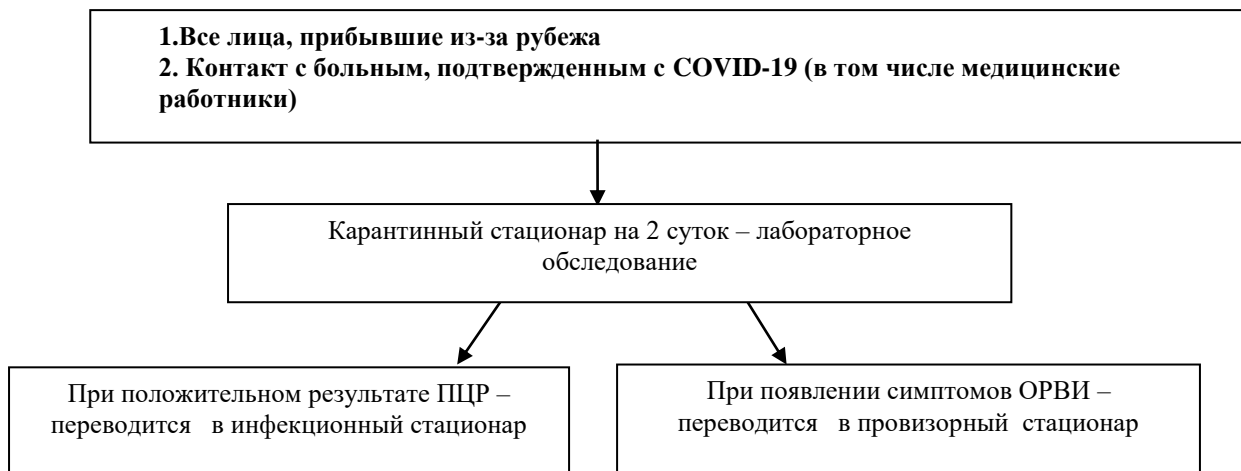 1.Все лица, прибывшие из-за рубежа
2. Контакт с больным, подтвержденным с COVID-19 (в том числе медицинские
работники)
Карантинный стационар на 2 суток – лабораторное
обследование
При положительном результате ПЦР –
переводится в инфекционный стационар
При появлении симптомов ОРВИ –
переводится в провизорный стационар